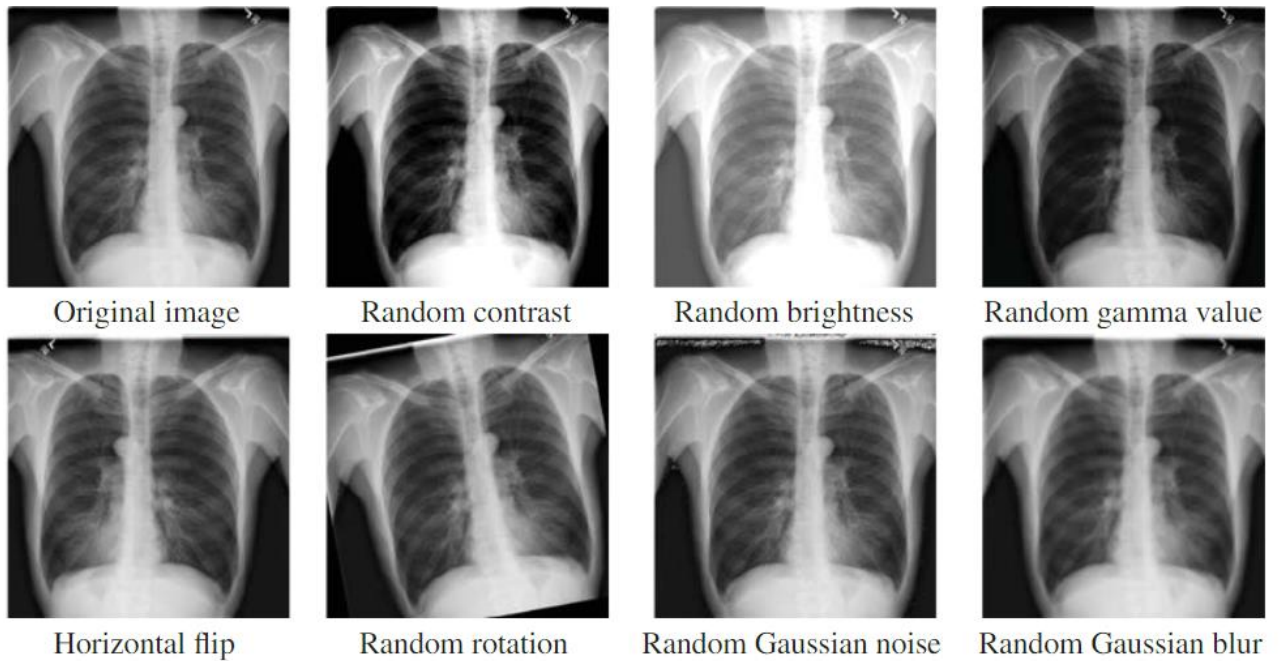 Original image
Random contrast
Random brightness
Random gamma value
Horizontal flip
Random rotation
Random Gaussian noise
Random Gaussian blur